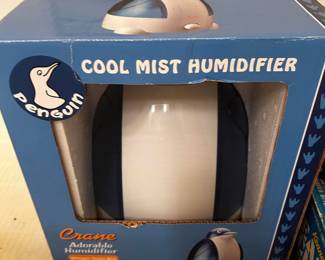 COOL MIST HUMIDIFIER
Penguin
Crane
Adorable
Humidifier